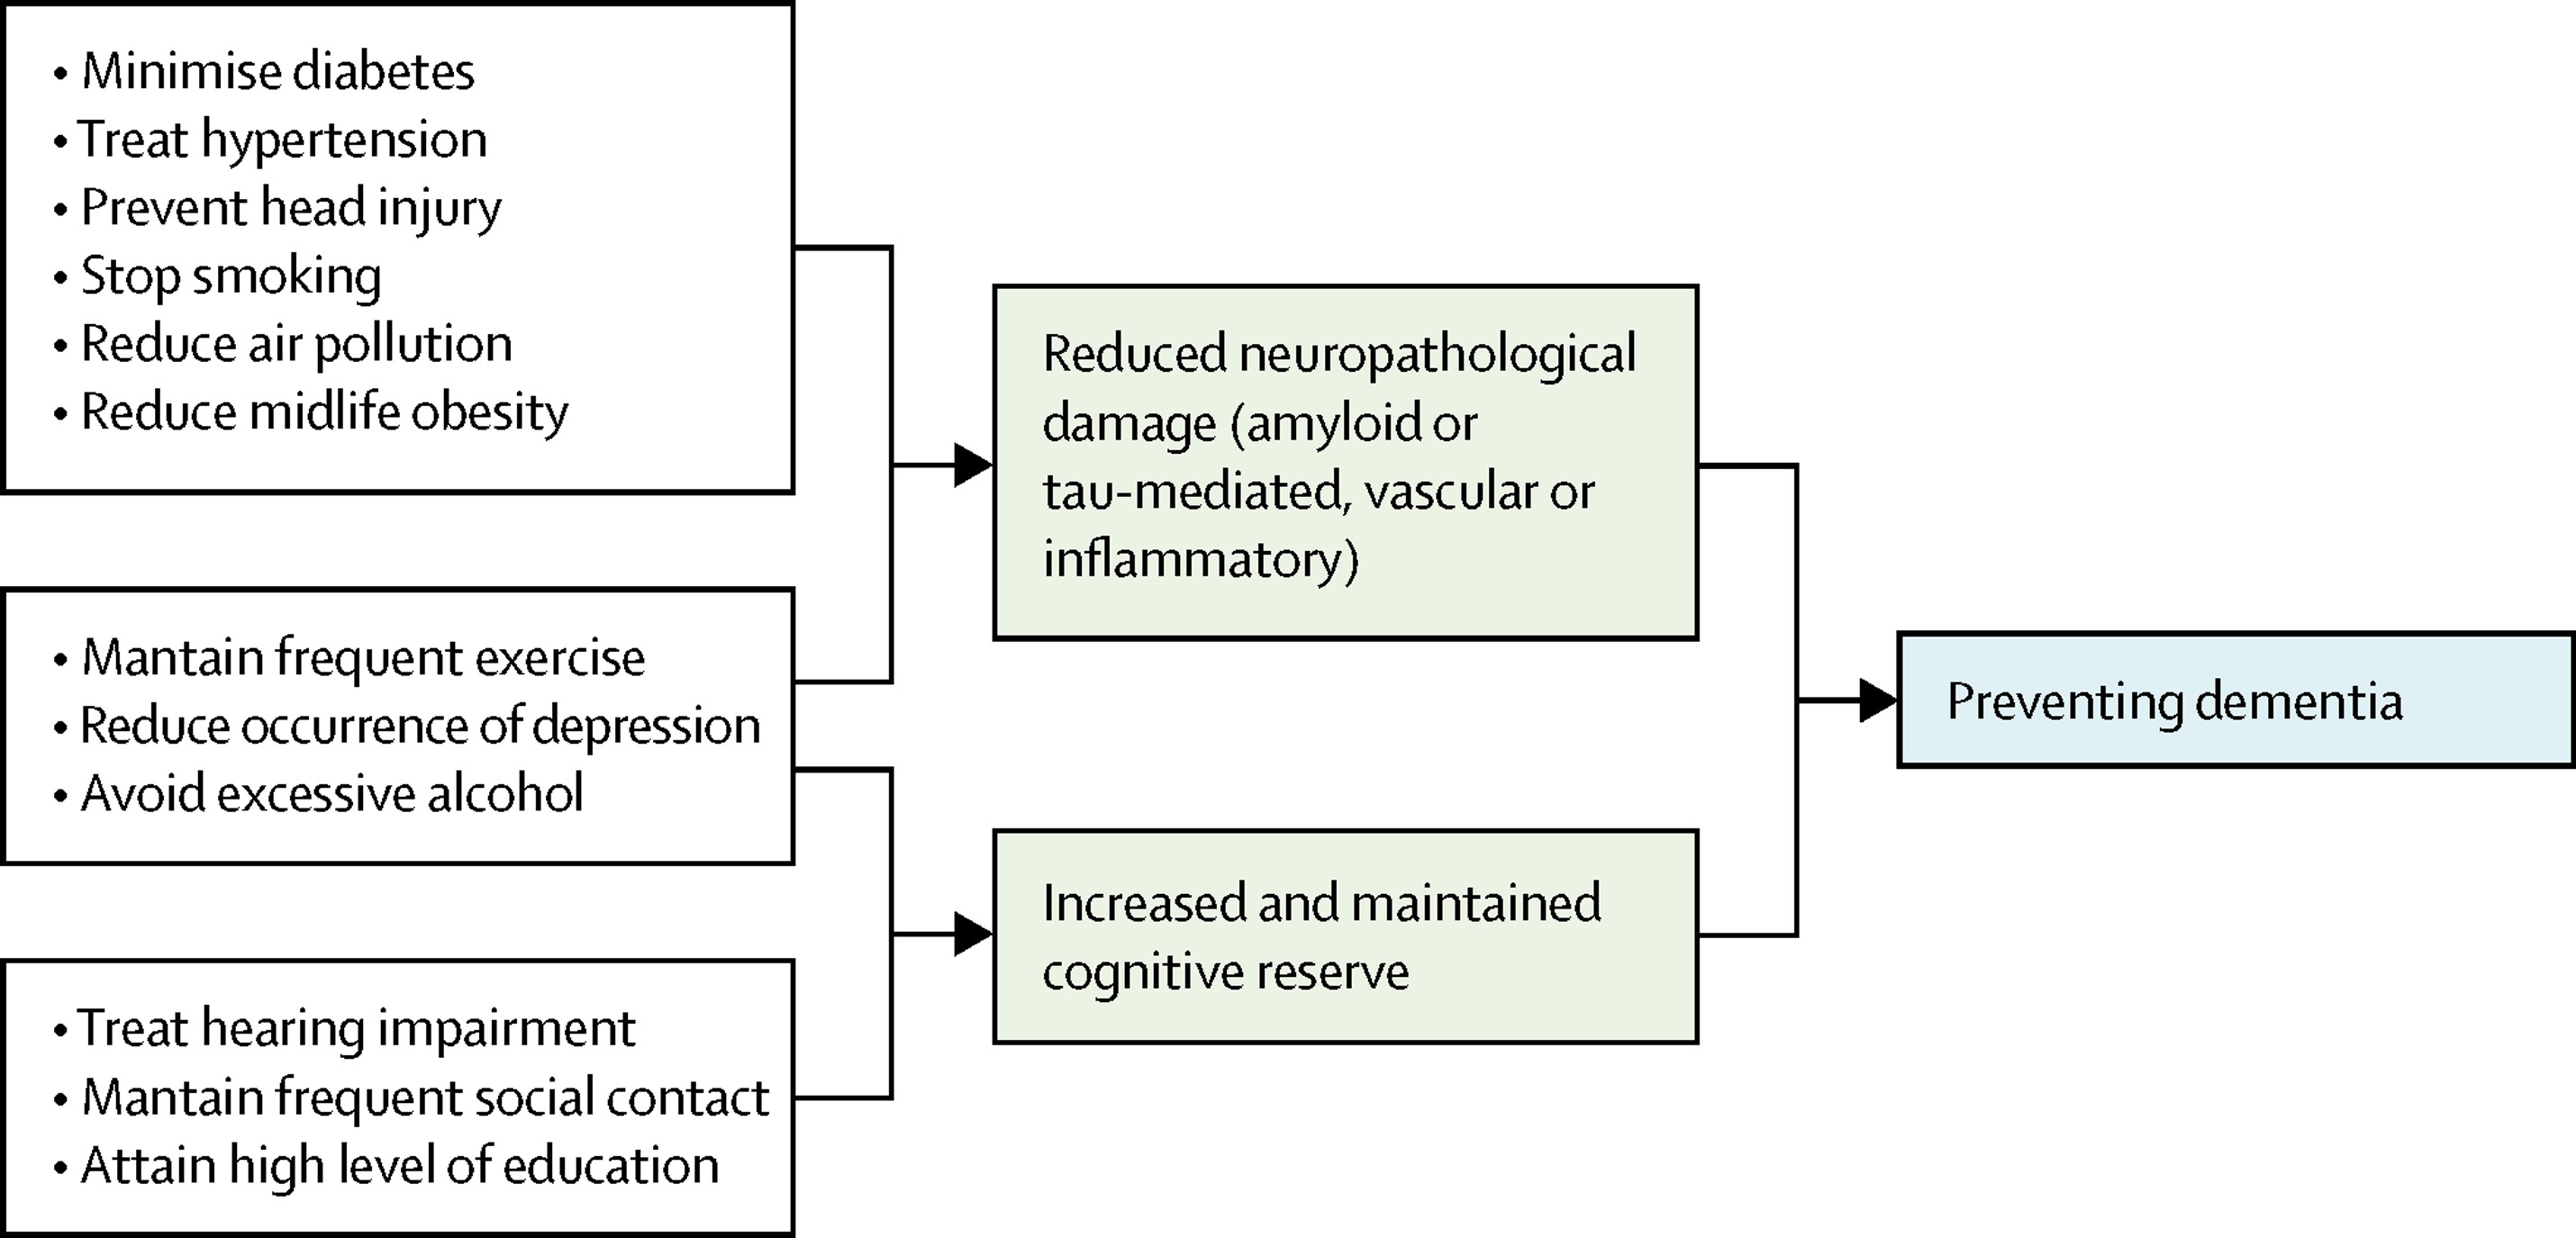 • Minimise diabetes
• Treat hypertension
• Prevent head injury
• Stop smoking
• Reduce air pollution
• Reduce midlife obesity
• Mantain frequent exercise
• Reduce occurrence of depression
• Avoid excessive alcohol
• Treat hearing impairment
• Mantain frequent social contact
• Attain high level of education
Reduced neuropathological
damage (amyloid or
tau-mediated, vascular or
inflammatory)
Increased and maintained
cognitive reserve
Preventing dementia